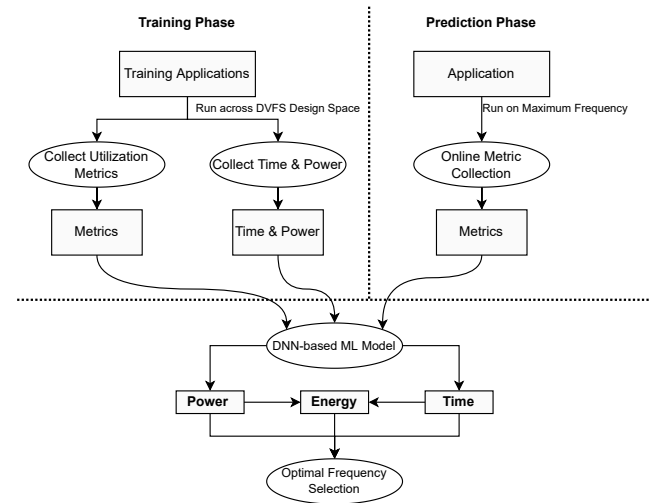 Training Phase
Prediction Phase
Training Applications
Application
Run across DVFS Design Space
Run on Maximum Frequency
Collect Utilization
Metrics
Collect Time & Power
Online Metric
Collection
Metrics
Time & Power
Metrics
DNN-based ML Model
Power
Energy
Time
Optimal Frequency
Selection